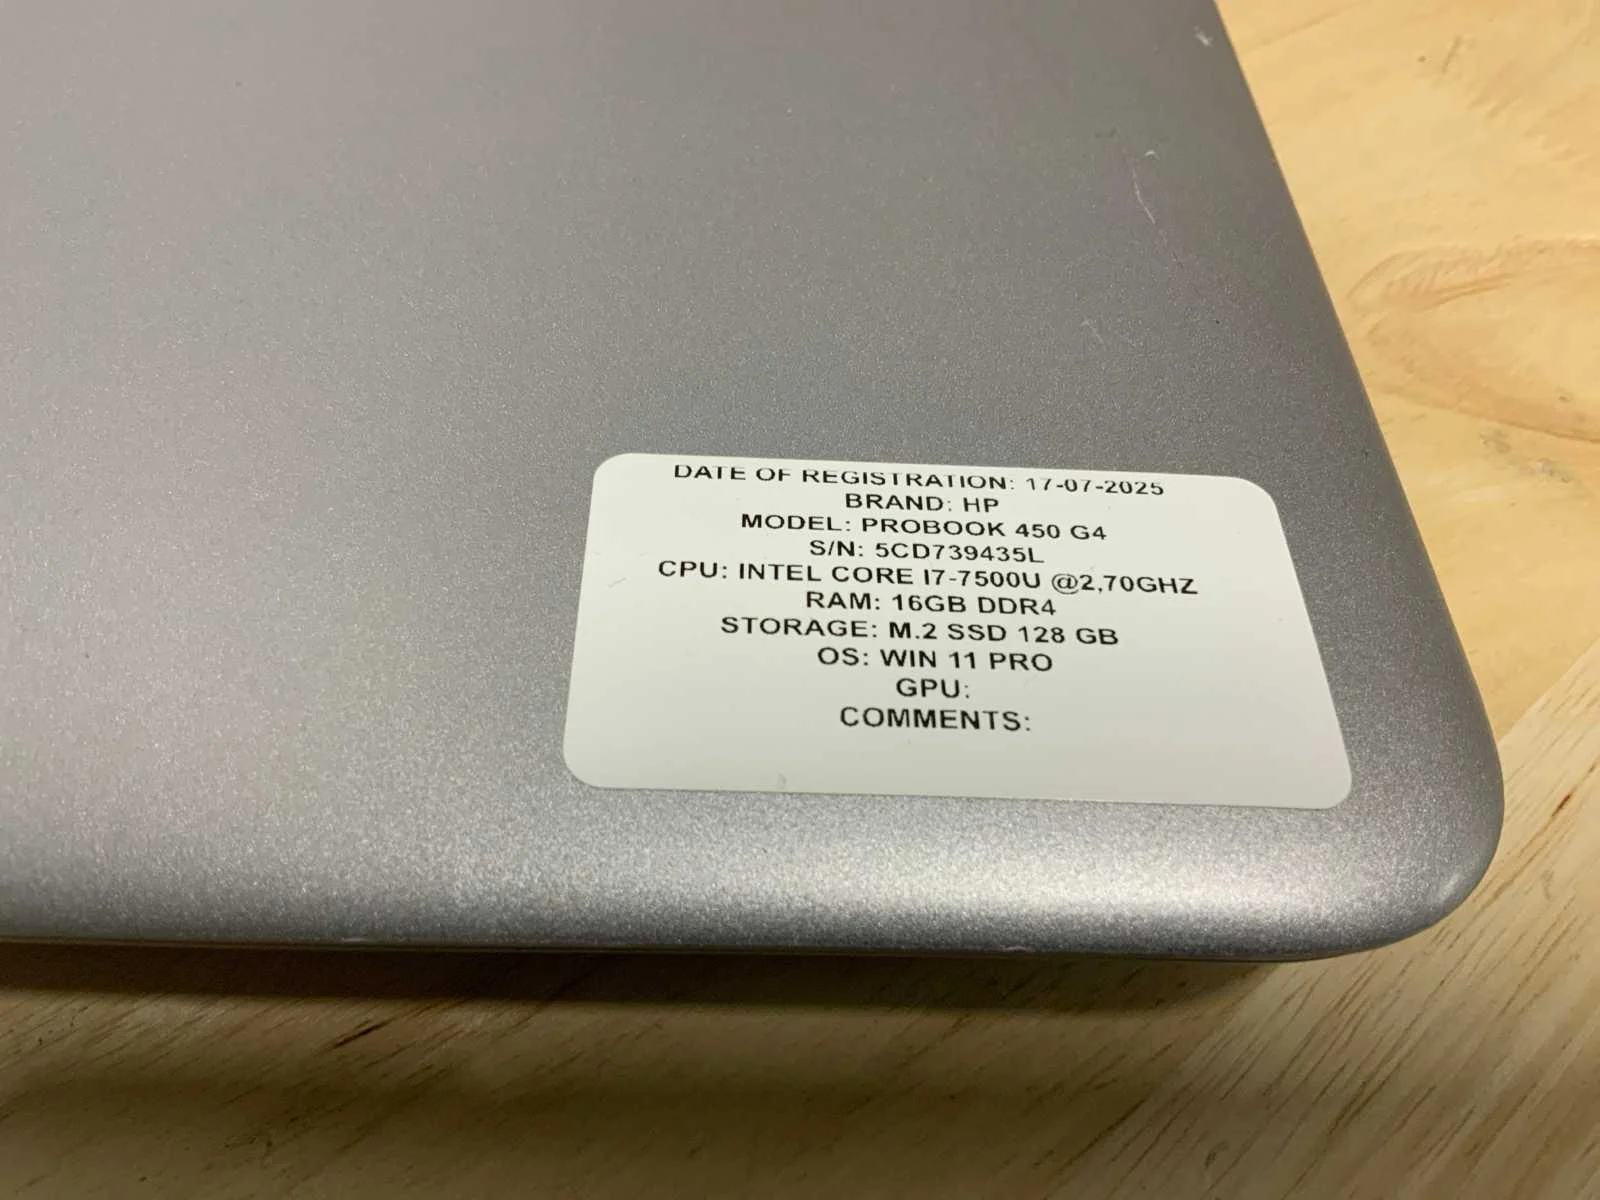 DATE OF REGISTRATION: 17-07-2025
BRAND: HP
MODEL: PROBOOK 450 G4
S/N: 5CD739435L
CPU: INTEL CORE I7-7500U @2,70GHZ
RAM: 16GB DDR4
STORAGE: M.2 SSD 128 GB
OS: WIN 11 PRO
GPU:
COMMENTS: